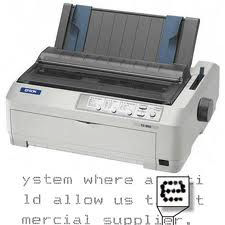 EPSON
ystem where a
ld allow us t
mercial supplier.
e